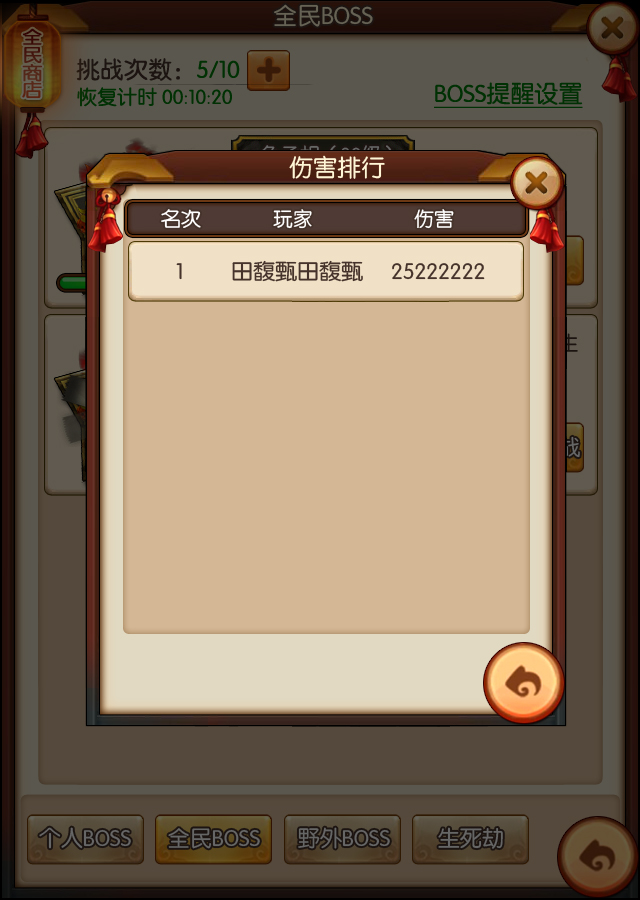 全民BOSS
全民商店
挑战次数：5/10
恢复计时 00:10:20
BOSS提醒设置
伤害排行
名次 玩家 伤害
1 田馥甄田馥甄 25222222
生
战
个人BOSS 全民BOSS 野外BOSS 生死劫